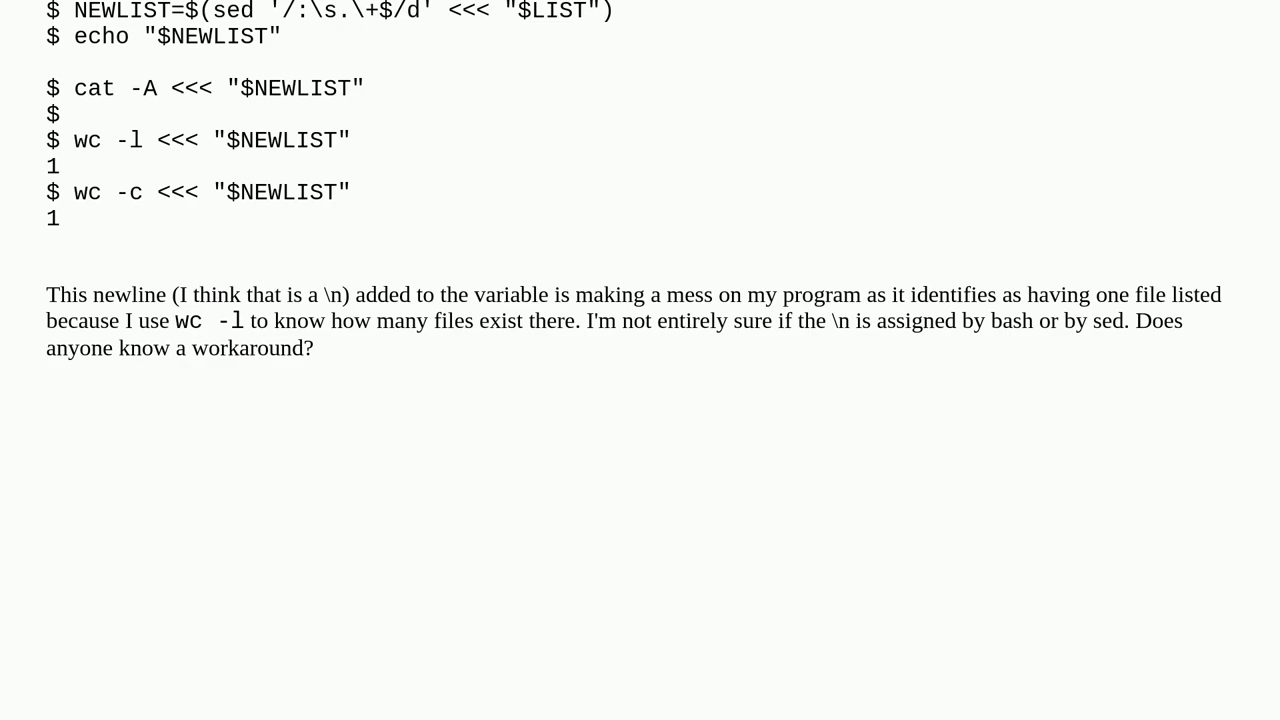 $ NEWLIST=$(sed '/:\s.\+$/d' <<< "$LIST")
$ echo "$NEWLIST"
$ cat -A <<< "$NEWLIST"
$
$ wc -l <<< "$NEWLIST"
1
$ wc -c <<< "$NEWLIST"
1
This newline (I think that is a \n) added to the variable is making a mess on my program as it identifies as having one file listed
because I use wc -l to know how many files exist there. I'm not entirely sure if the \n is assigned by bash or by sed. Does
anyone know a workaround?